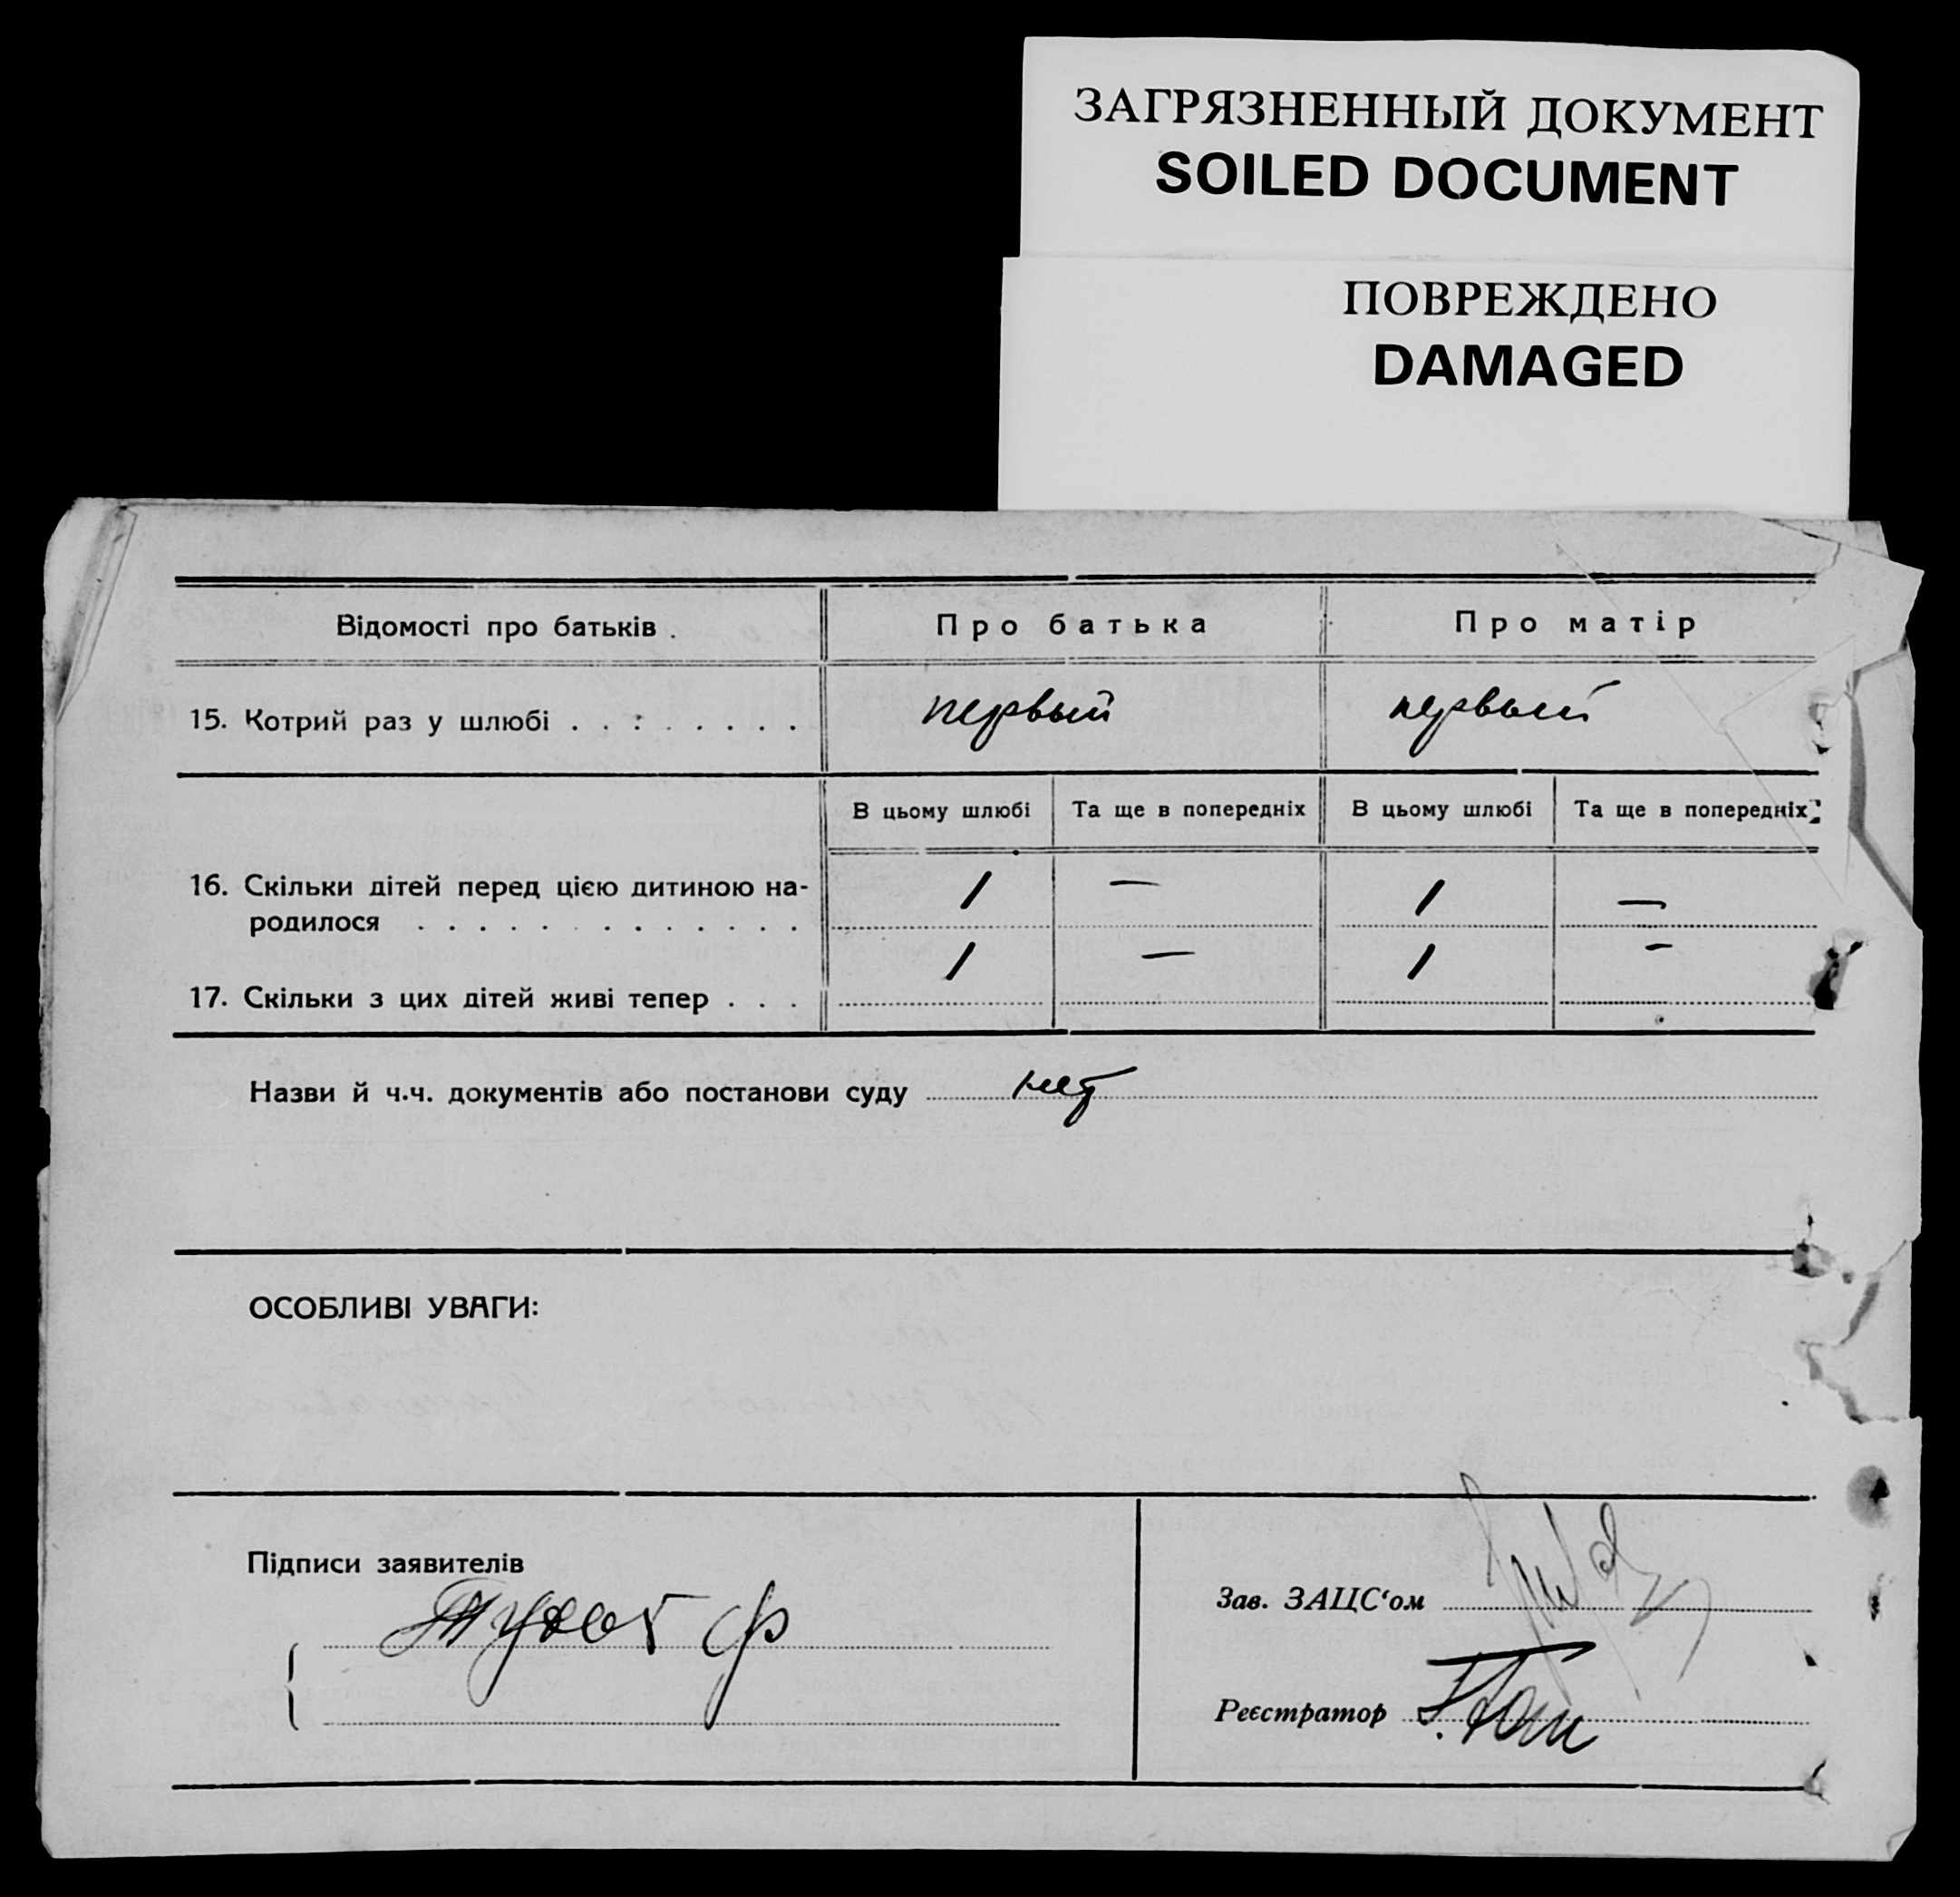 ЗАГРЯЗНЕННЫЙ ДОКУМЕНТ
SOILED DOCUMENT
ПОВРЕЖДЕНО
DAMAGED
Відомості про батьків . Про батька Про матір
15. Котрий раз у шлюбі . . . . . . . . первый первый
В цьому шлюбі Та ще в попередніх В цьому шлюбі Та ще в попередніх
16. Скільки дітей перед цією дитиною на- 1 — 1 —
родилося . . . . . . . . . . . . .
17. Скільки з цих дітей живі тепер . . . 1 — 1 —
Назви й ч.ч. документів або постанови суду нет
ОСОБЛИВІ УВАГИ:
Підписи заявителів
Зав. ЗАЦС‘ом
Реєстратор